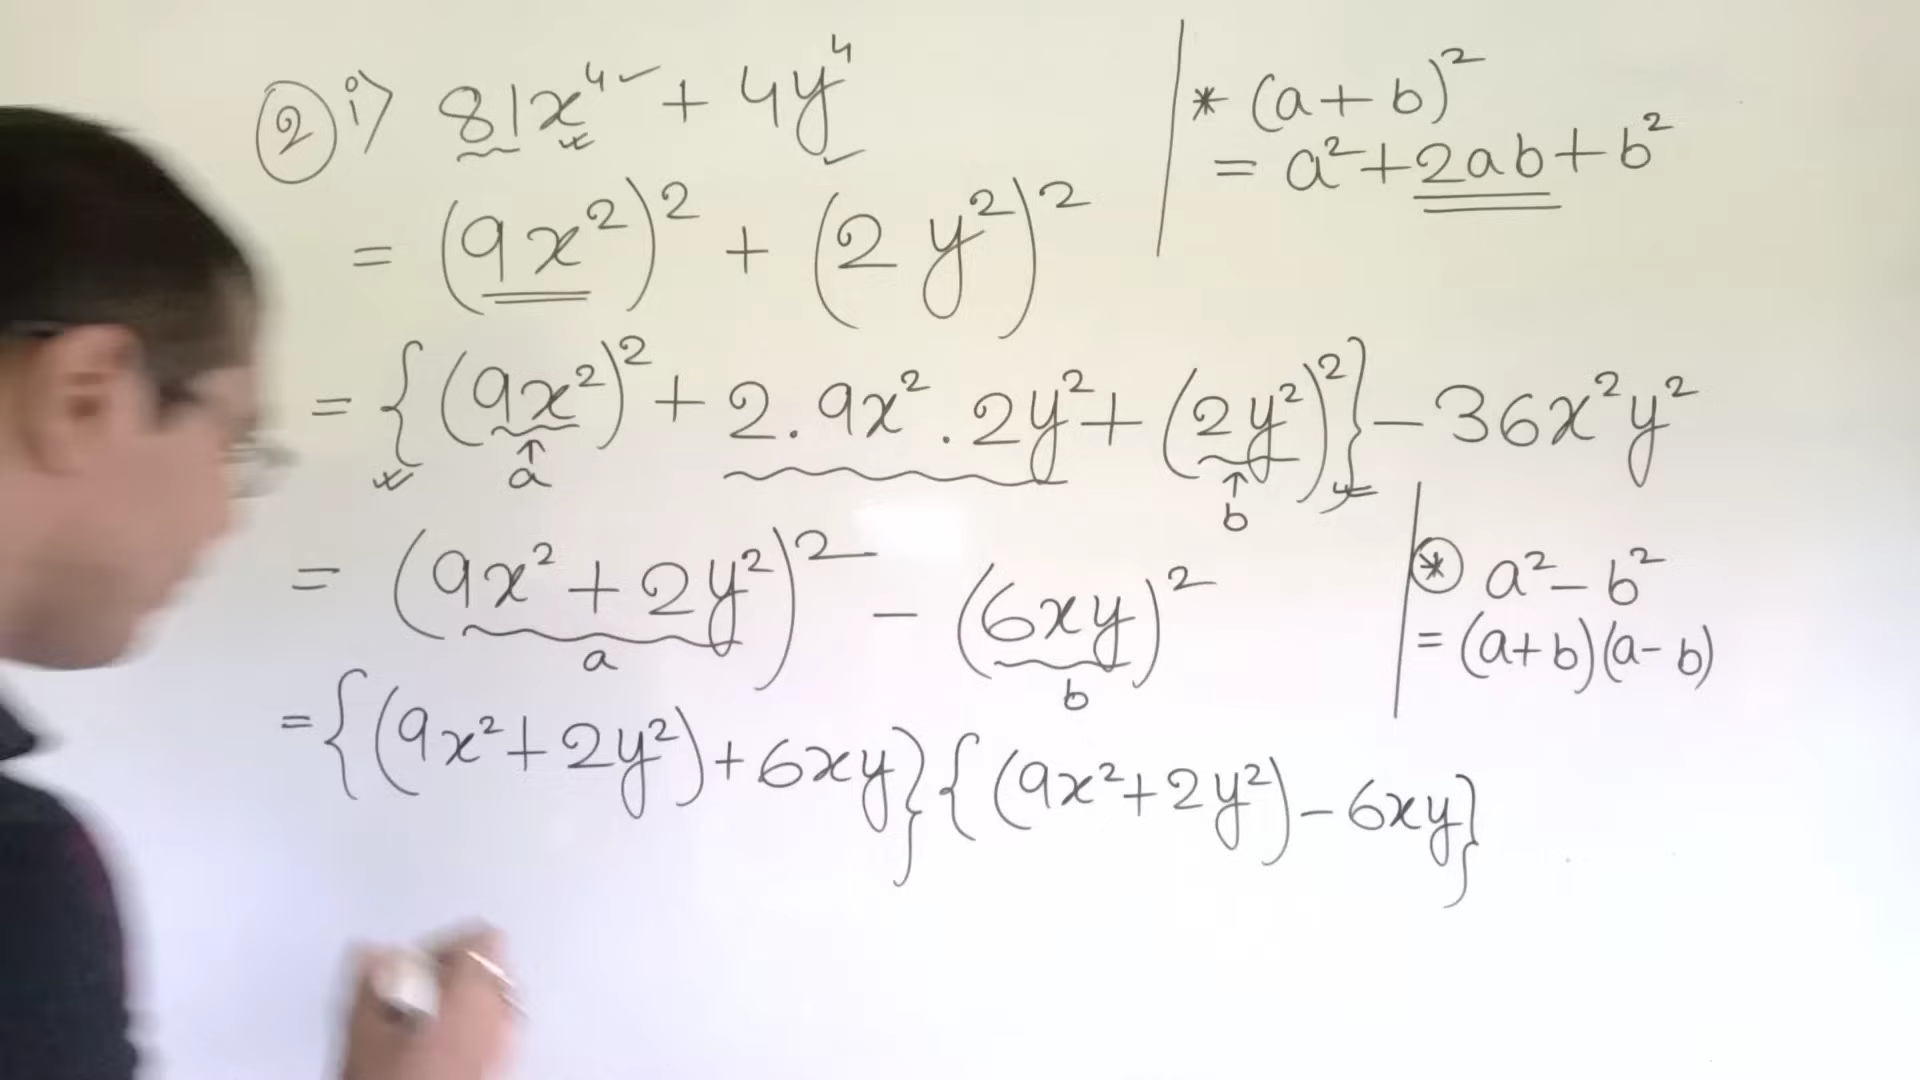 ② i) 81x⁴ + 4y⁴
= (9x²)² + (2y²)²
= {(9x²)² + 2.9x².2y² + (2y²)²} - 36x²y²
a
b
= (9x² + 2y²)² - (6xy)²
a
b
= {(9x² + 2y²) + 6xy} {(9x² + 2y²) - 6xy}
* (a + b)²
= a² + 2ab + b²
* a² - b²
= (a + b)(a - b)